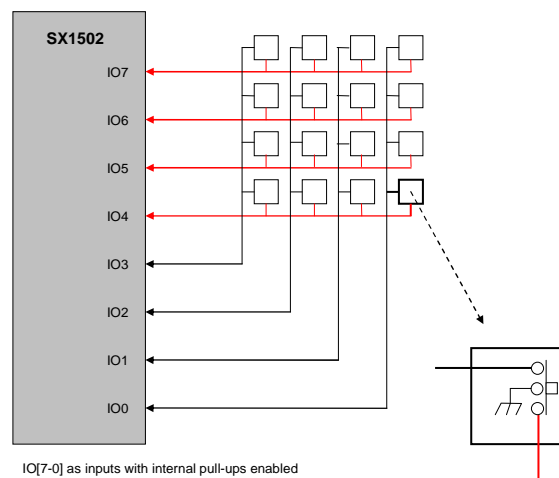 SX1502
IO7
IO6
IO5
IO4
IO3
IO2
IO1
IO0
IO[7-0] as inputs with internal pull-ups enabled